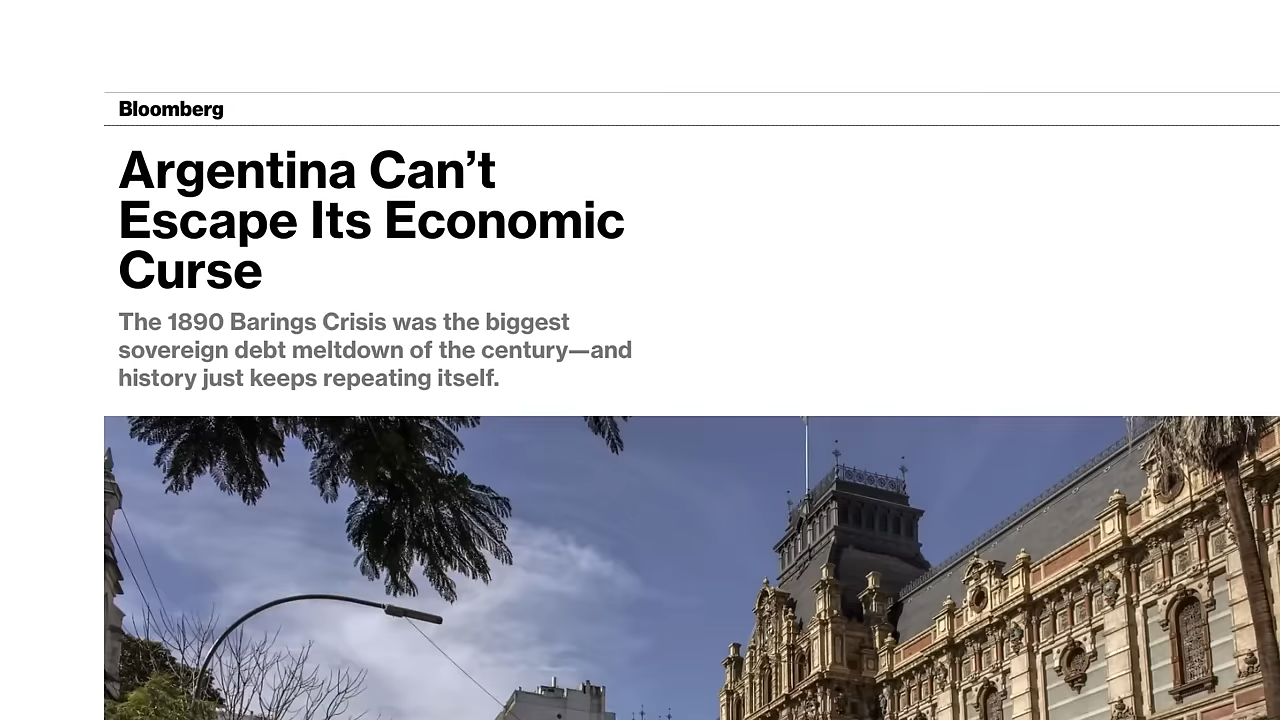 Bloomberg
Argentina Can’t
Escape Its Economic
Curse
The 1890 Barings Crisis was the biggest
sovereign debt meltdown of the century—and
history just keeps repeating itself.